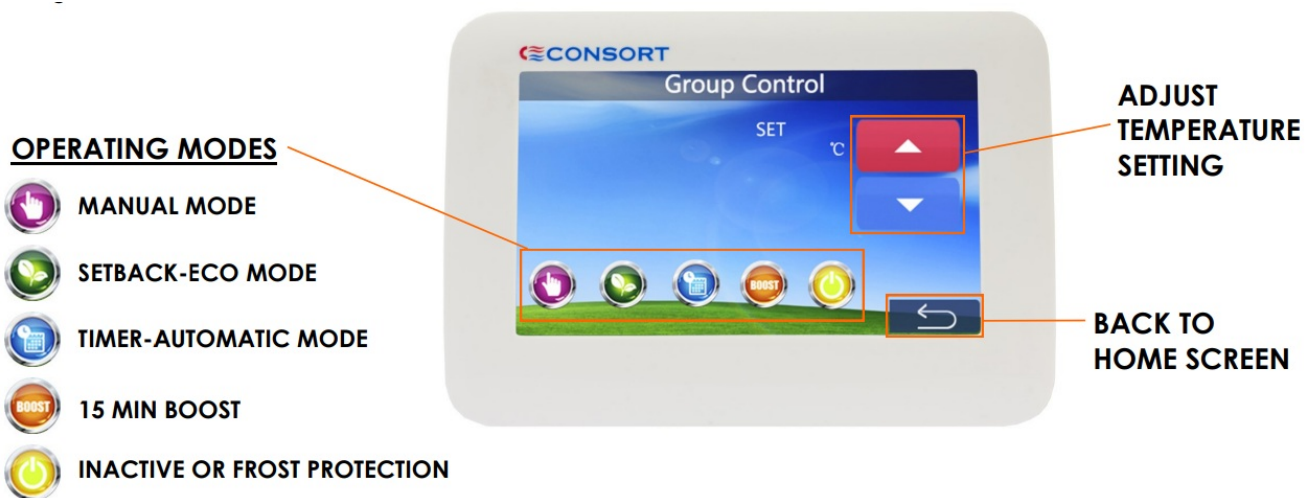 CONSORT
Group Control
SET
°C
OPERATING MODES
MANUAL MODE
SETBACK-ECO MODE
TIMER-AUTOMATIC MODE
BOOST
15 MIN BOOST
INACTIVE OR FROST PROTECTION
BOOST
ADJUST
TEMPERATURE
SETTING
BACK TO
HOME SCREEN